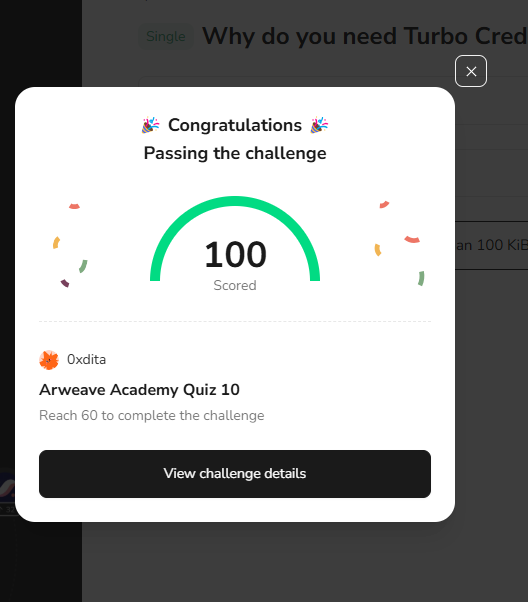 Single Why do you need Turbo Cred
Congratulations
Passing the challenge
an 100 KiB
100
Scored
0xdita
Arweave Academy Quiz 10
Reach 60 to complete the challenge
View challenge details